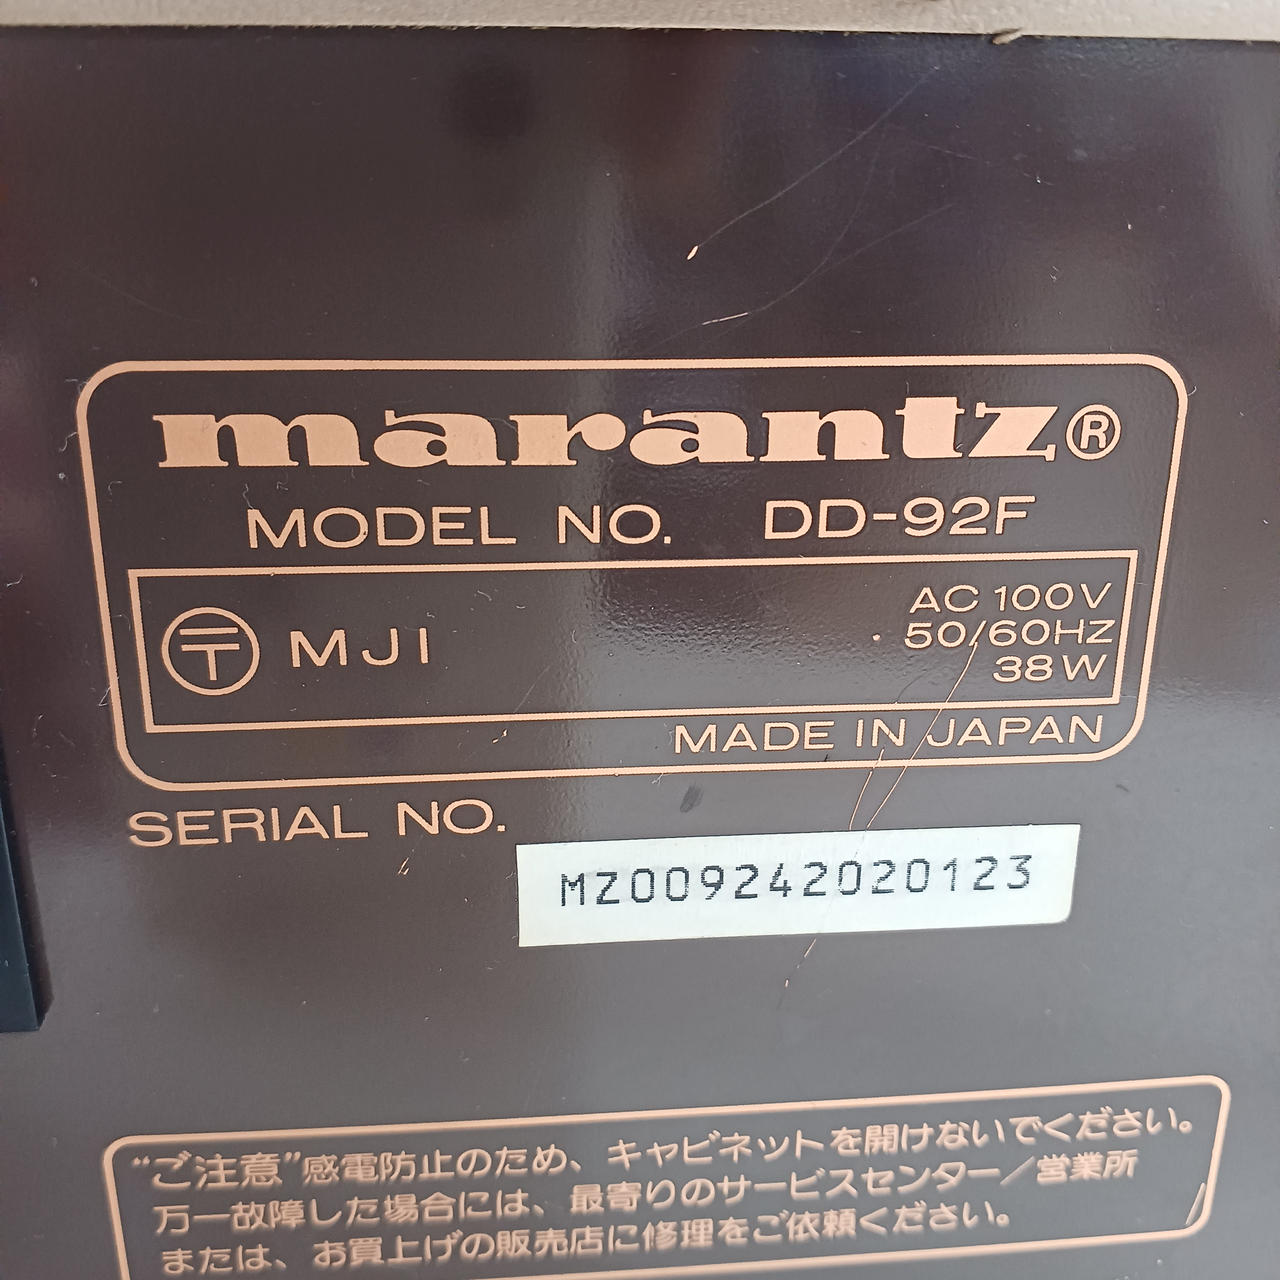 marantz®
MODEL NO. DD-92F
〒 MJI
AC 100V
50/60HZ
38W
MADE IN JAPAN
SERIAL NO.
MZ009242020123
“ご注意”感電防止のため、キャビネットを開けないでください。
万一故障した場合には、最寄りのサービスセンター／営業所
または、お買上げの販売店に修理をご依頼ください。